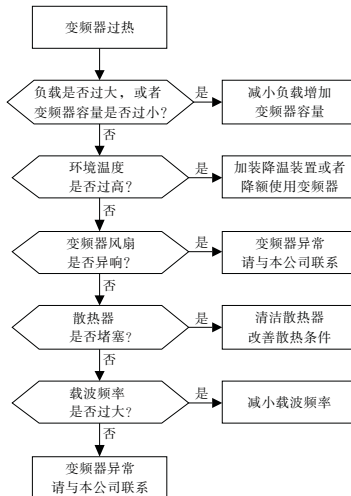 变频器过热
负载是否过大，或者
变频器容量是否过小？
是
减小负载增加
变频器容量
否
环境温度
是否过高？
是
加装降温装置或者
降额使用变频器
否
变频器风扇
是否异响？
是
变频器异常
请与本公司联系
否
散热器
是否堵塞？
是
清洁散热器
改善散热条件
否
载波频率
是否过大？
是
减小载波频率
否
变频器异常
请与本公司联系